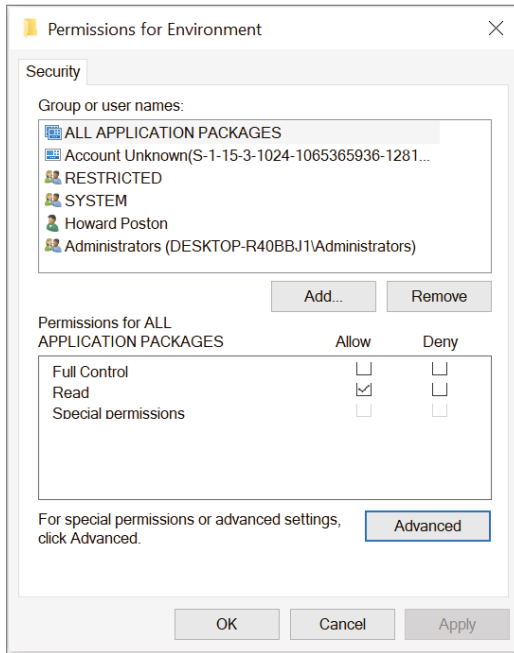 Permissions for Environment
Security
Group or user names:
ALL APPLICATION PACKAGES
Account Unknown(S-1-15-3-1024-1065365936-1281...
RESTRICTED
SYSTEM
Howard Poston
Administrators (DESKTOP-R40BBJ1\Administrators)
Add... Remove
Permissions for ALL
APPLICATION PACKAGES Allow Deny
Full Control
Read
Special permissions
For special permissions or advanced settings,
click Advanced.
Advanced
OK Cancel Apply